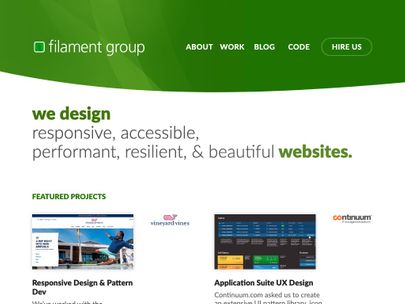 filament group
ABOUT WORK BLOG CODE HIRE US
we design
responsive, accessible,
performant, resilient, & beautiful websites.
FEATURED PROJECTS
vineyard vines
continuum
Responsive Design & Pattern
Dev
Application Suite UX Design
Continuum.com asked us to create
an extensive UI pattern library, icon
We've worked with the